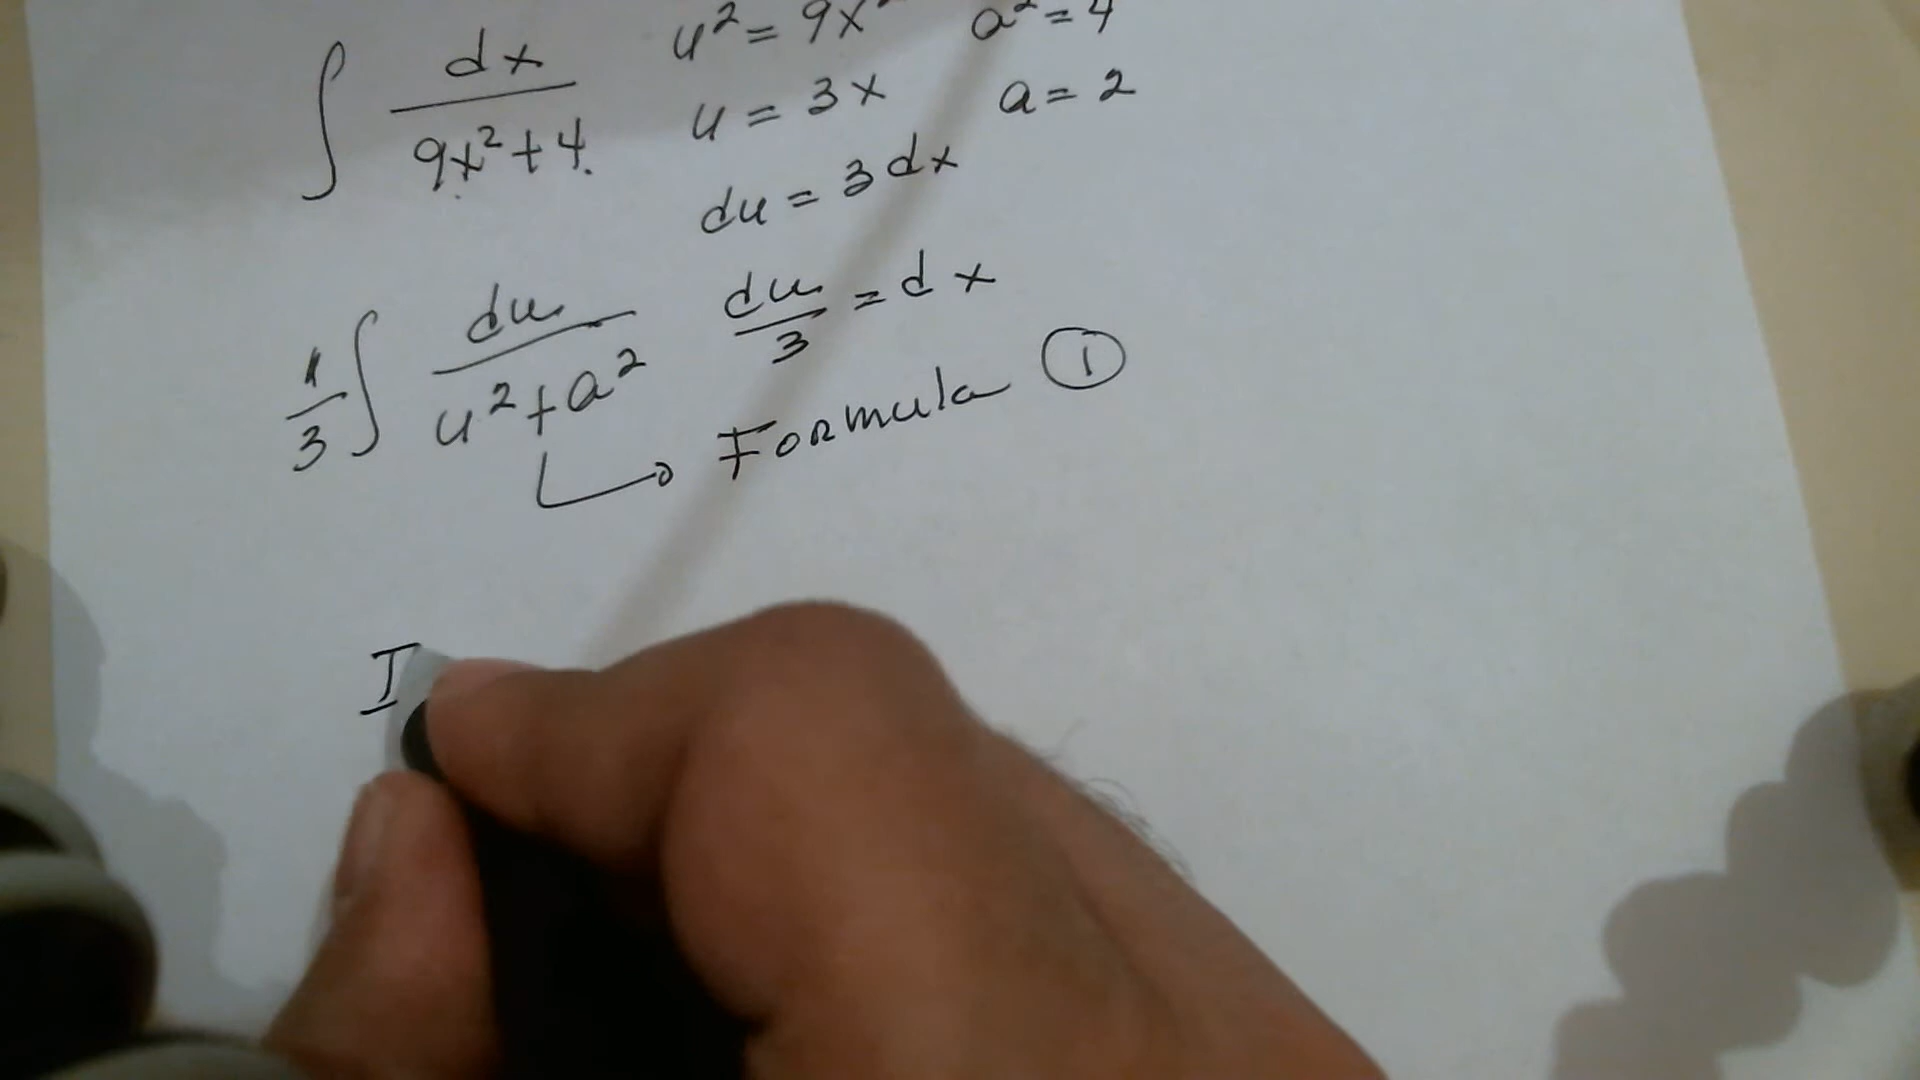 ∫ dx / 9x² + 4. u² = 9x² a² = 4
u = 3x a = 2
du = 3dx
1/3 ∫ du / u² + a² du/3 = dx
Formula ①
I